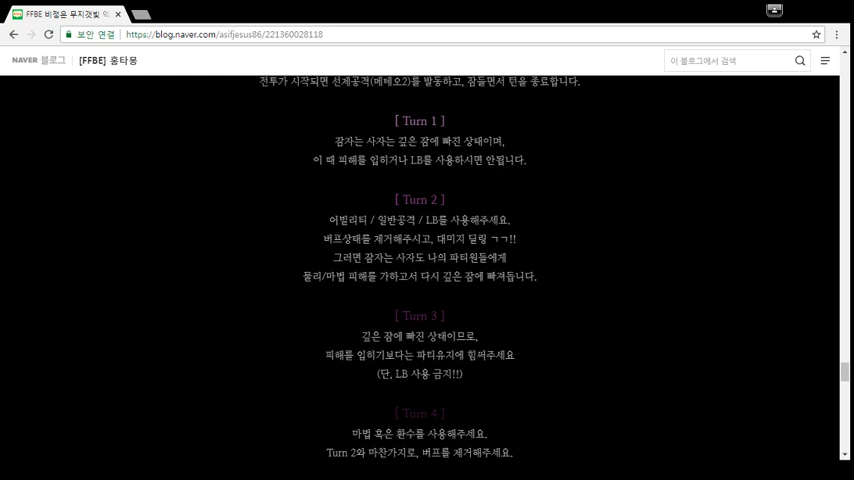 FFBE 비정은 무지갯빛
보안 연결 | https://blog.naver.com/asifjesus86/221360028118
NAVER 블로그 | [FFBE] 홍타몽
이 블로그에서 검색
전투가 시작되면 선제공격(메테오2)를 발동하고, 잠들면서 턴을 종료합니다.
[ Turn 1 ]
잠자는 사자는 깊은 잠에 빠진 상태이며,
이 때 피해를 입히거나 LB를 사용하시면 안됩니다.
[ Turn 2 ]
어빌리티 / 일반공격 / LB를 사용해주세요.
버프상태를 제거해주시고, 대미지 딜링 ㄱㄱ!!
그러면 잠자는 사자도 나의 파티원들에게
물리/마법 피해를 가하고서 다시 깊은 잠에 빠져듭니다.
[ Turn 3 ]
깊은 잠에 빠진 상태이므로,
피해를 입히기보다는 파티유지에 힘써주세요
(단, LB 사용 금지!!)
[ Turn 4 ]
마법 혹은 환수를 사용해주세요.
Turn 2와 마찬가지로, 버프를 제거해주세요.